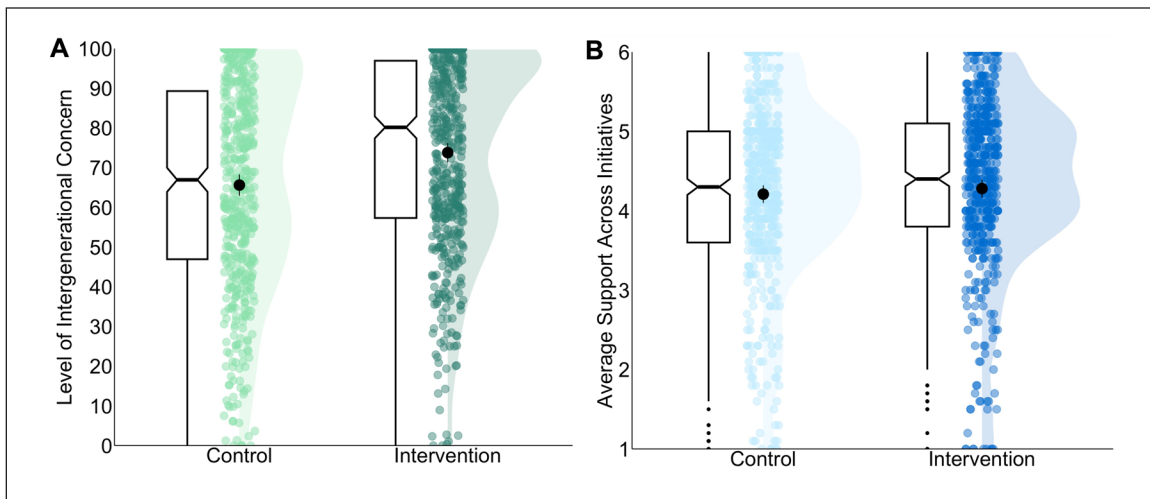 A
Level of Intergenerational Concern
100
90
80
70
60
50
40
30
20
10
0
Control
Intervention
B
Average Support Across Initiatives
6
5
4
3
2
1
Control
Intervention